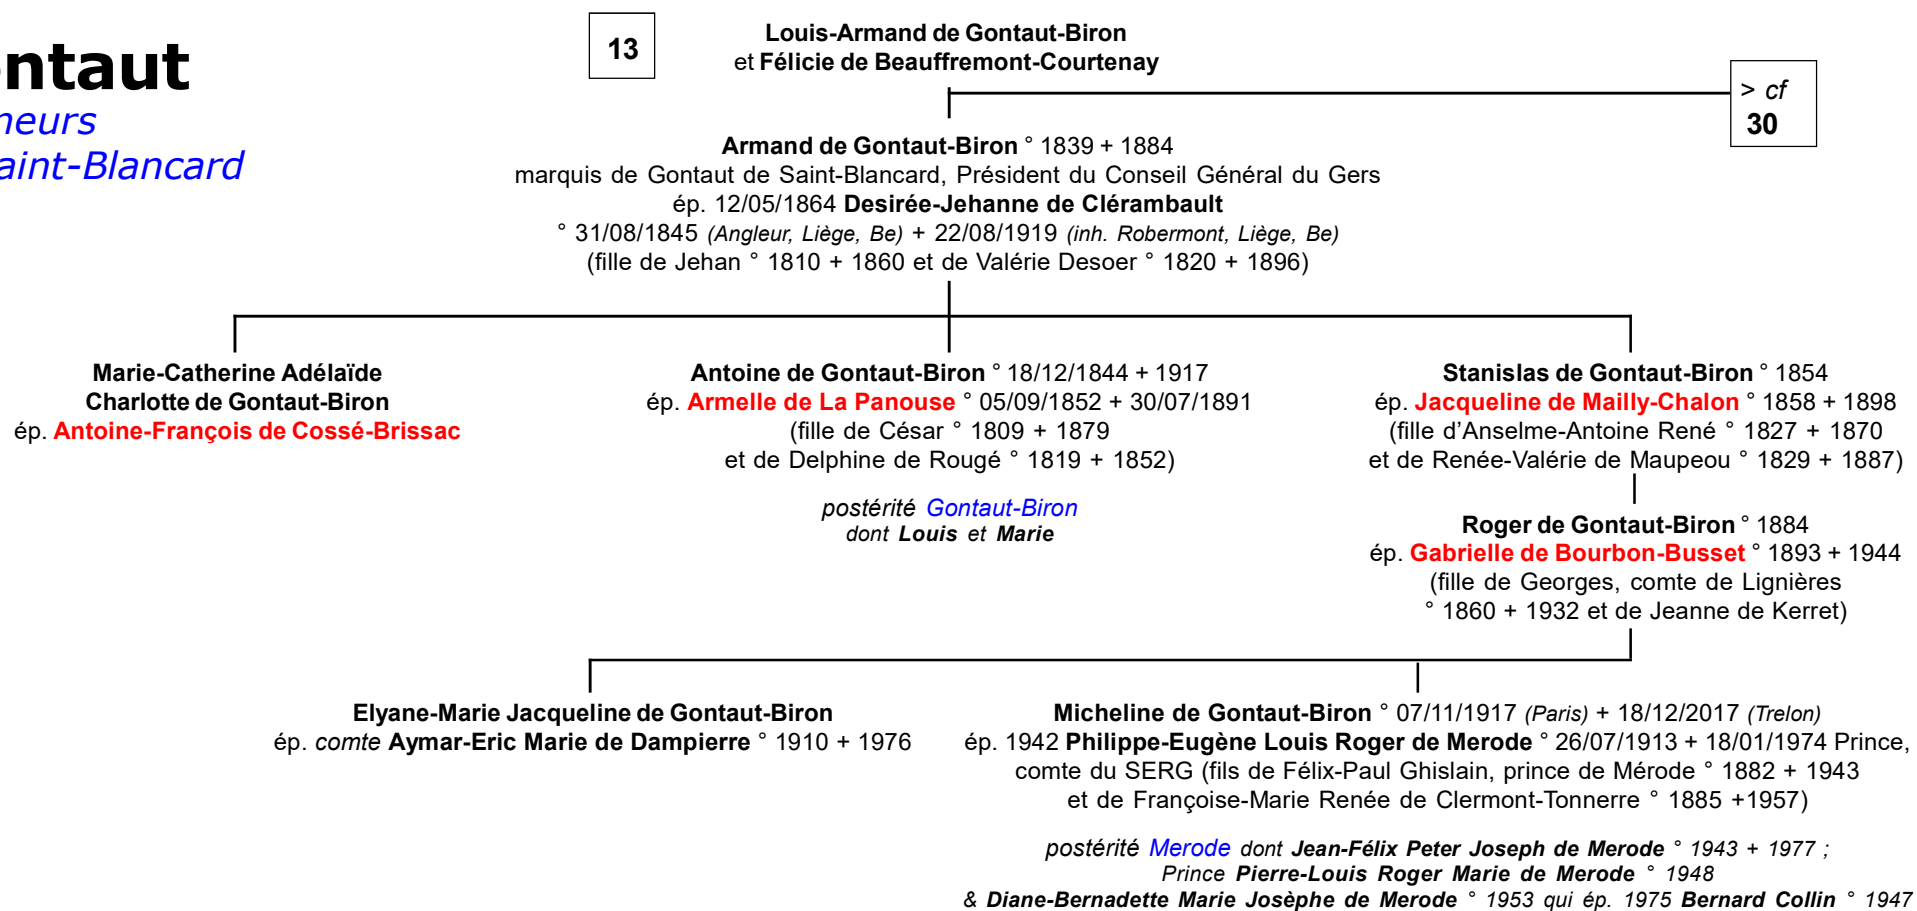 ontaut
neurs
aint-Blancard
13
Louis-Armand de Gontaut-Biron
et Félicie de Beauffremont-Courtenay
> cf
30
Armand de Gontaut-Biron ° 1839 + 1884
marquis de Gontaut de Saint-Blancard, Président du Conseil Général du Gers
ép. 12/05/1864 Desirée-Jehanne de Clérambault
° 31/08/1845 (Angleur, Liège, Be) + 22/08/1919 (inh. Robermont, Liège, Be)
(fille de Jehan ° 1810 + 1860 et de Valérie Desoer ° 1820 + 1896)
Marie-Catherine Adélaïde
Charlotte de Gontaut-Biron
ép. Antoine-François de Cossé-Brissac
Antoine de Gontaut-Biron ° 18/12/1844 + 1917
ép. Armelle de La Panouse ° 05/09/1852 + 30/07/1891
(fille de César ° 1809 + 1879
et de Delphine de Rougé ° 1819 + 1852)
postérité Gontaut-Biron
dont Louis et Marie
Stanislas de Gontaut-Biron ° 1854
ép. Jacqueline de Mailly-Chalon ° 1858 + 1898
(fille d'Anselme-Antoine René ° 1827 + 1870
et de Renée-Valérie de Maupeou ° 1829 + 1887)
Roger de Gontaut-Biron ° 1884
ép. Gabrielle de Bourbon-Busset ° 1893 + 1944
(fille de Georges, comte de Lignières
° 1860 + 1932 et de Jeanne de Kerret)
Elyane-Marie Jacqueline de Gontaut-Biron
ép. comte Aymar-Eric Marie de Dampierre ° 1910 + 1976
Micheline de Gontaut-Biron ° 07/11/1917 (Paris) + 18/12/2017 (Trelon)
ép. 1942 Philippe-Eugène Louis Roger de Merode ° 26/07/1913 + 18/01/1974 Prince,
comte du SERG (fils de Félix-Paul Ghislain, prince de Mérode ° 1882 + 1943
et de Françoise-Marie Renée de Clermont-Tonnerre ° 1885 +1957)
postérité Merode dont Jean-Félix Peter Joseph de Merode ° 1943 + 1977 ;
Prince Pierre-Louis Roger Marie de Merode ° 1948
& Diane-Bernadette Marie Josèphe de Merode ° 1953 qui ép. 1975 Bernard Collin ° 1947